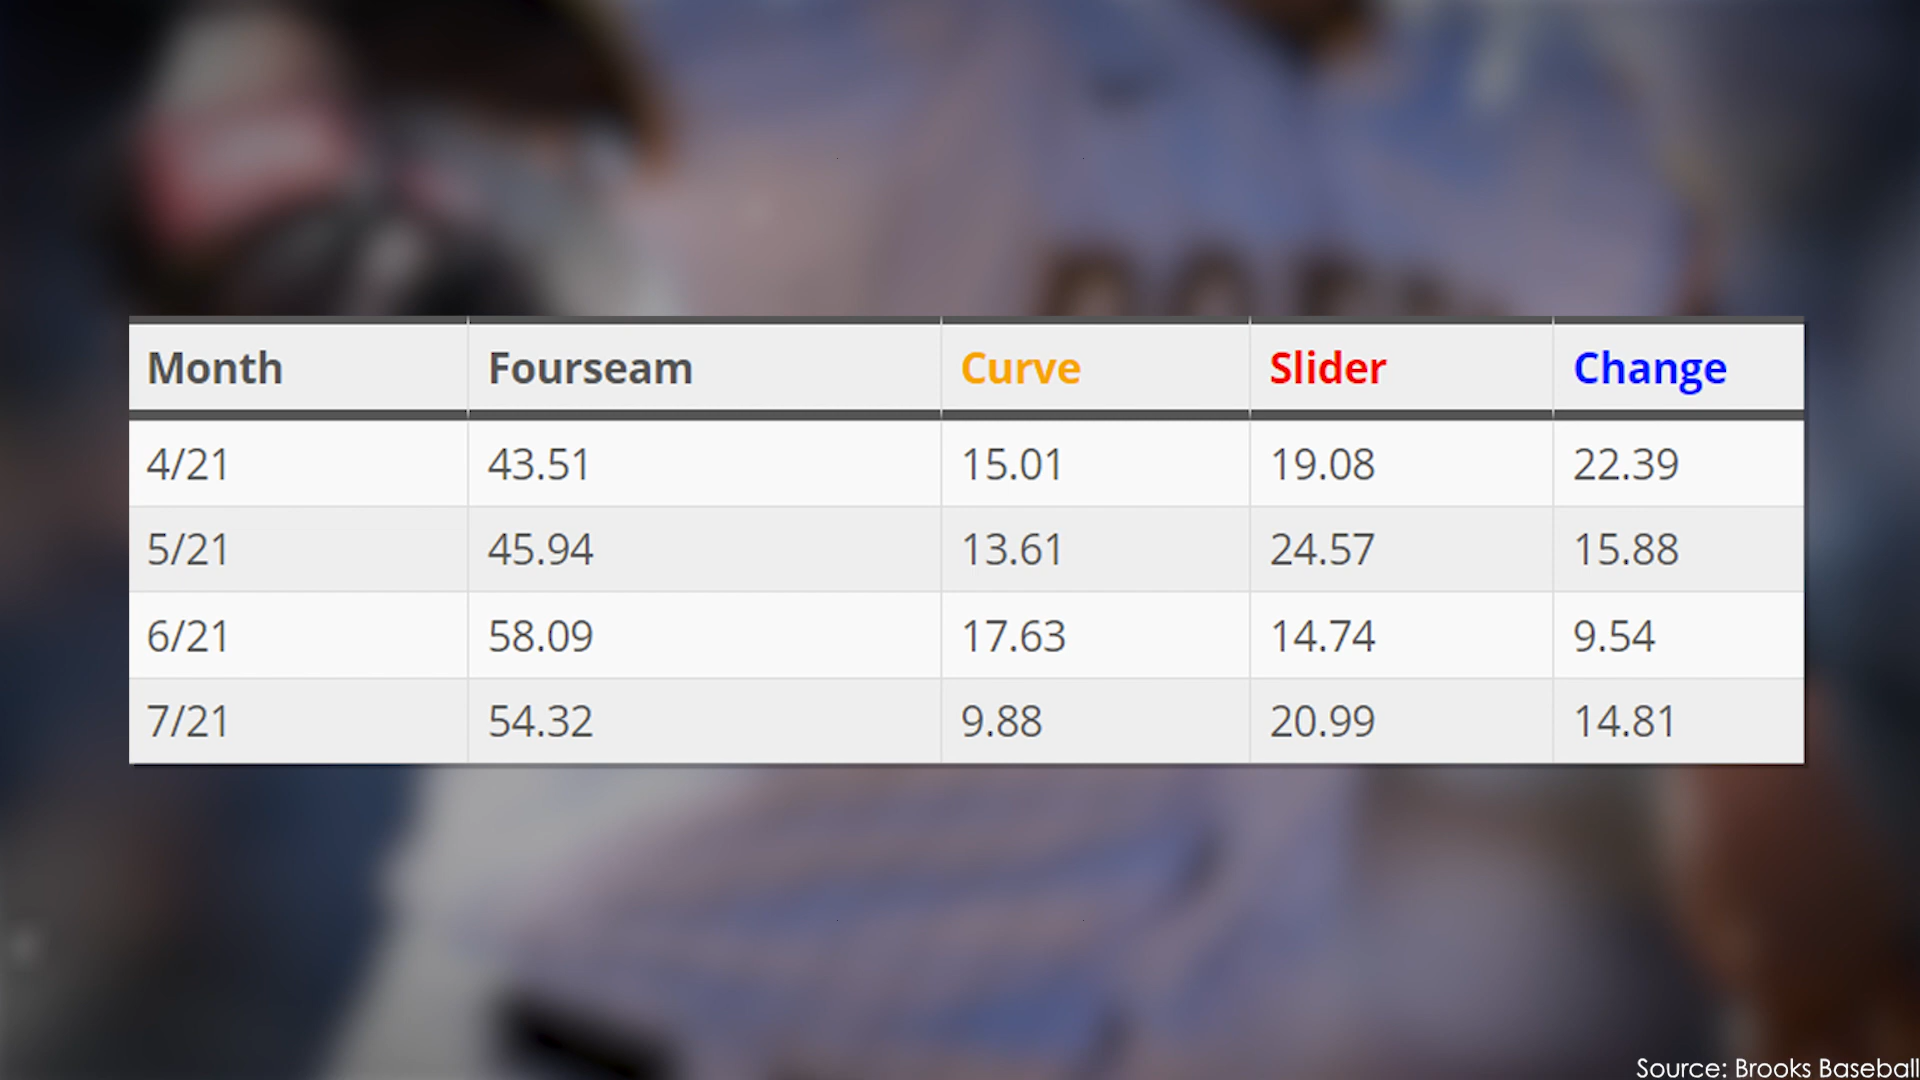 Month Fourseam Curve Slider Change
4/21 43.51 15.01 19.08 22.39
5/21 45.94 13.61 24.57 15.88
6/21 58.09 17.63 14.74 9.54
7/21 54.32 9.88 20.99 14.81
Source: Brooks Baseball